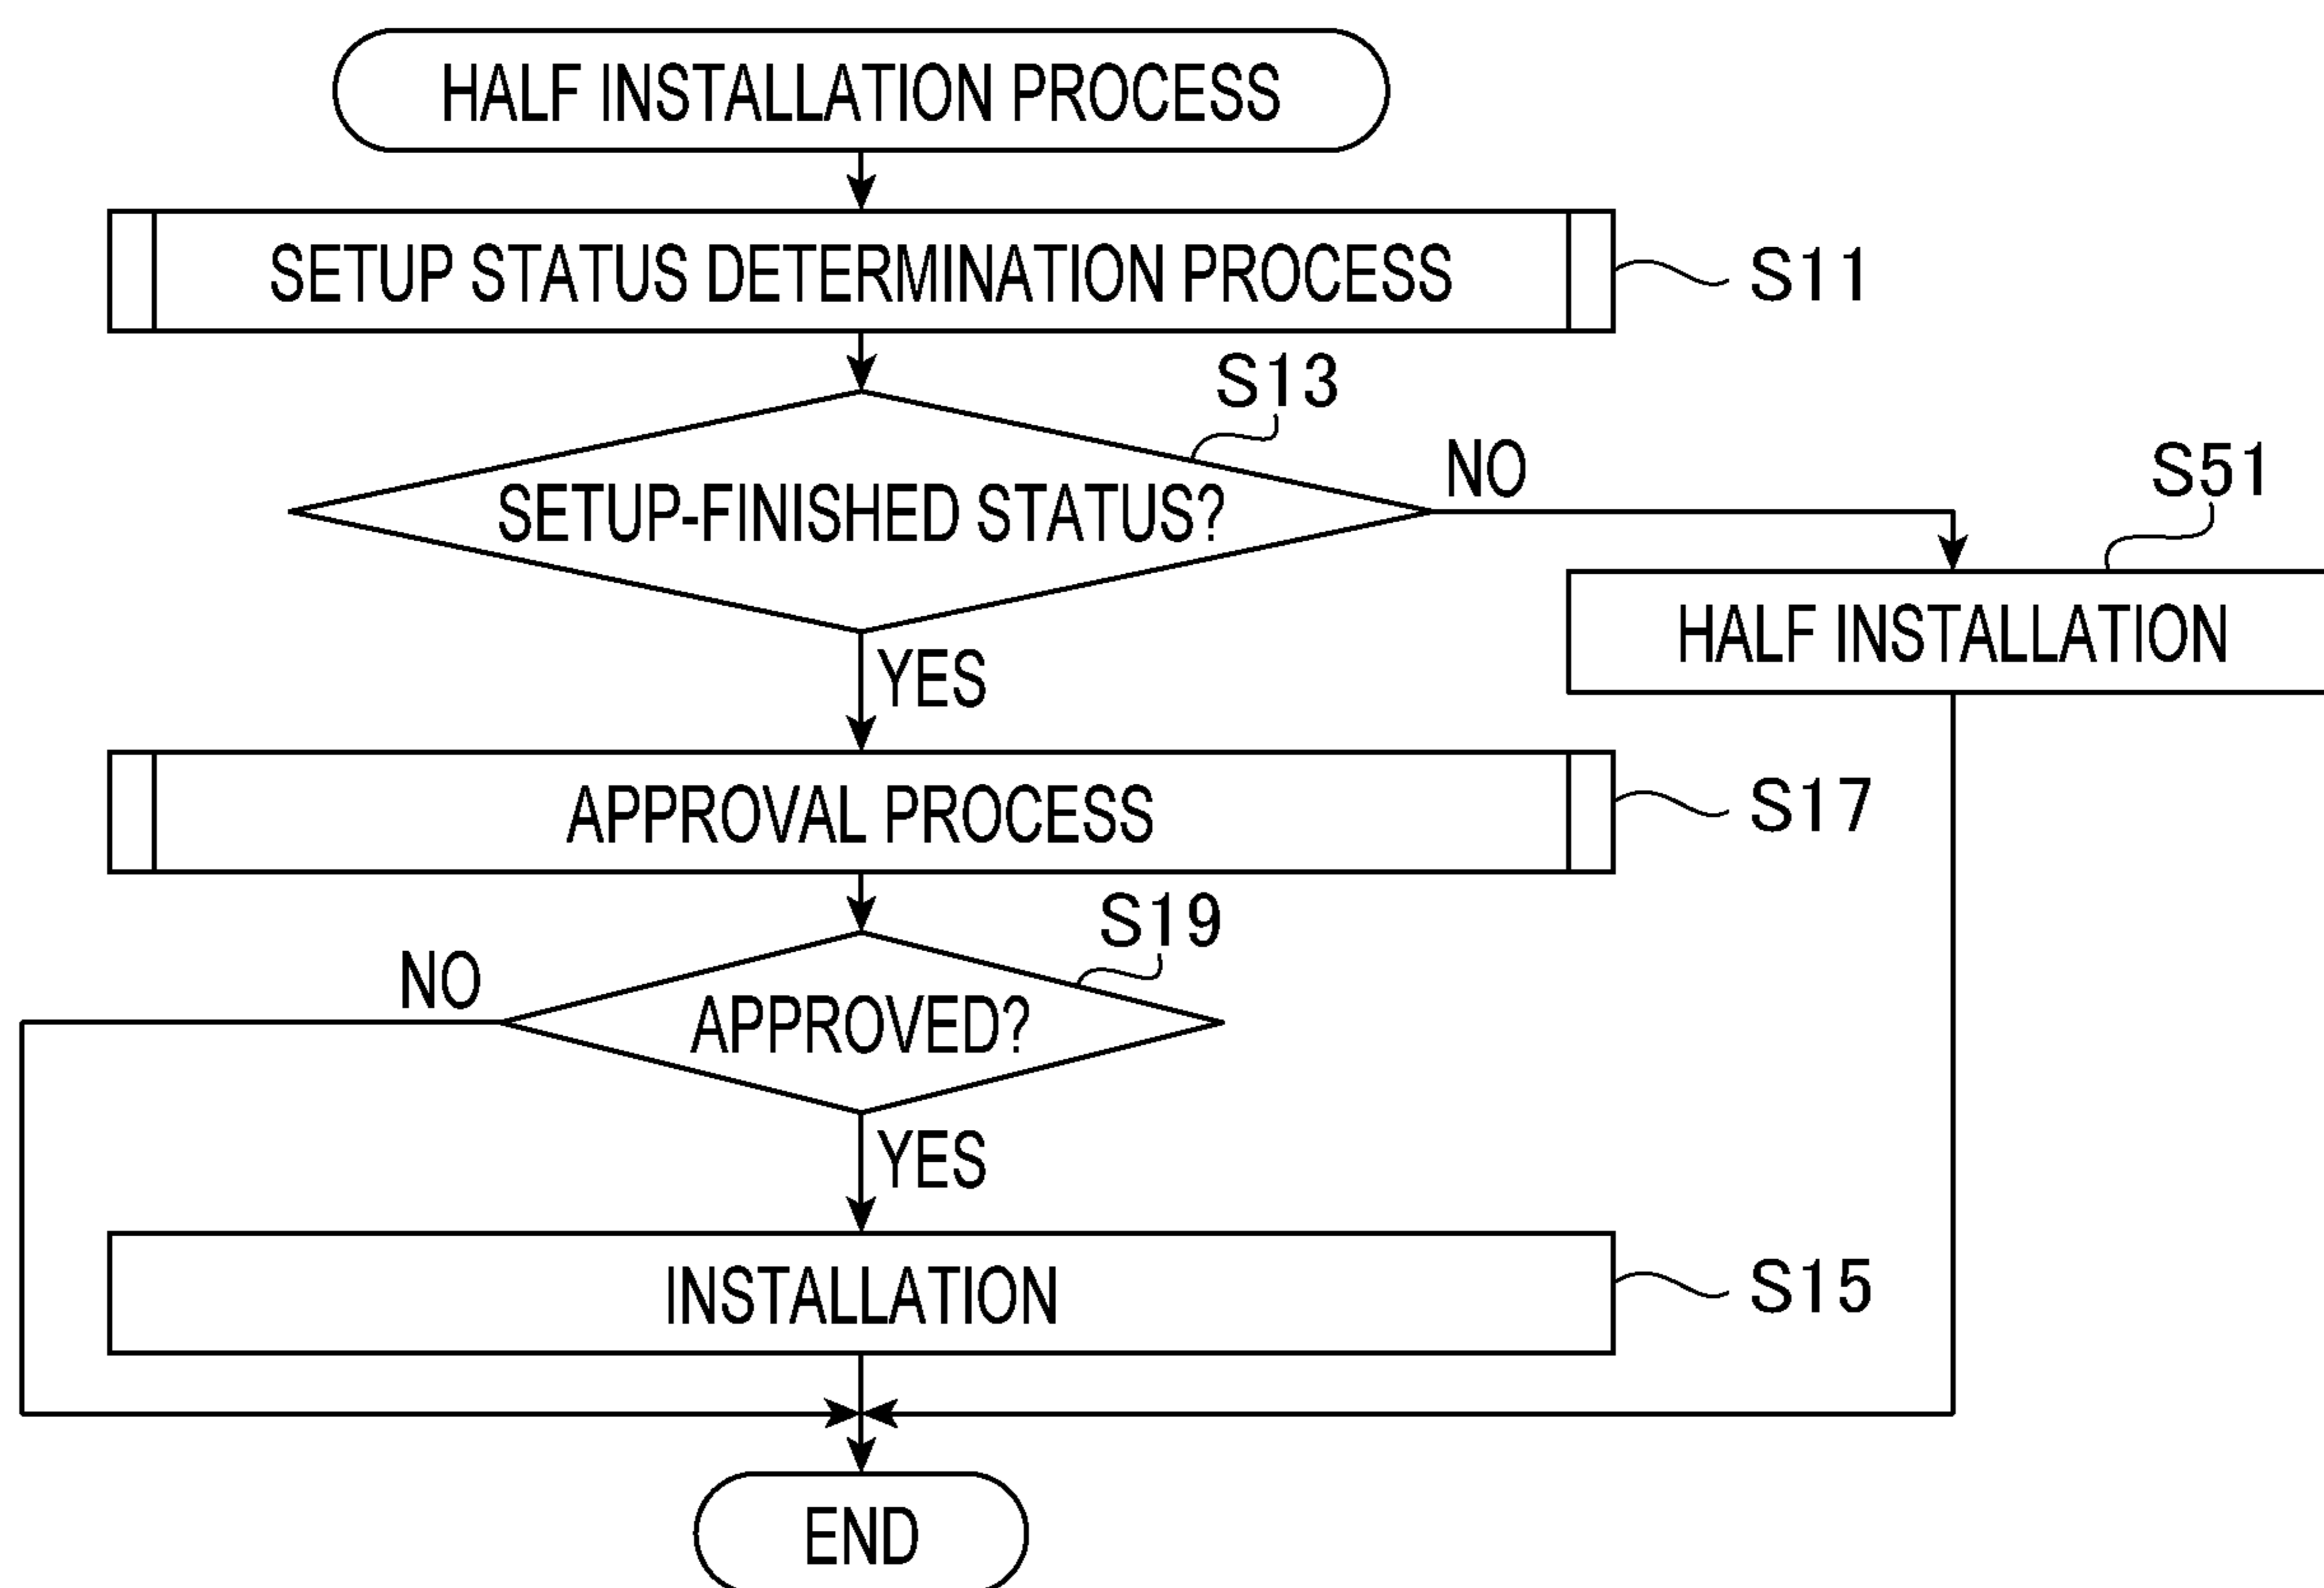 HALF INSTALLATION PROCESS
SETUP STATUS DETERMINATION PROCESS
S11
S13
SETUP-FINISHED STATUS?
NO
S51
HALF INSTALLATION
YES
APPROVAL PROCESS
S17
S19
NO
APPROVED?
YES
INSTALLATION
S15
END